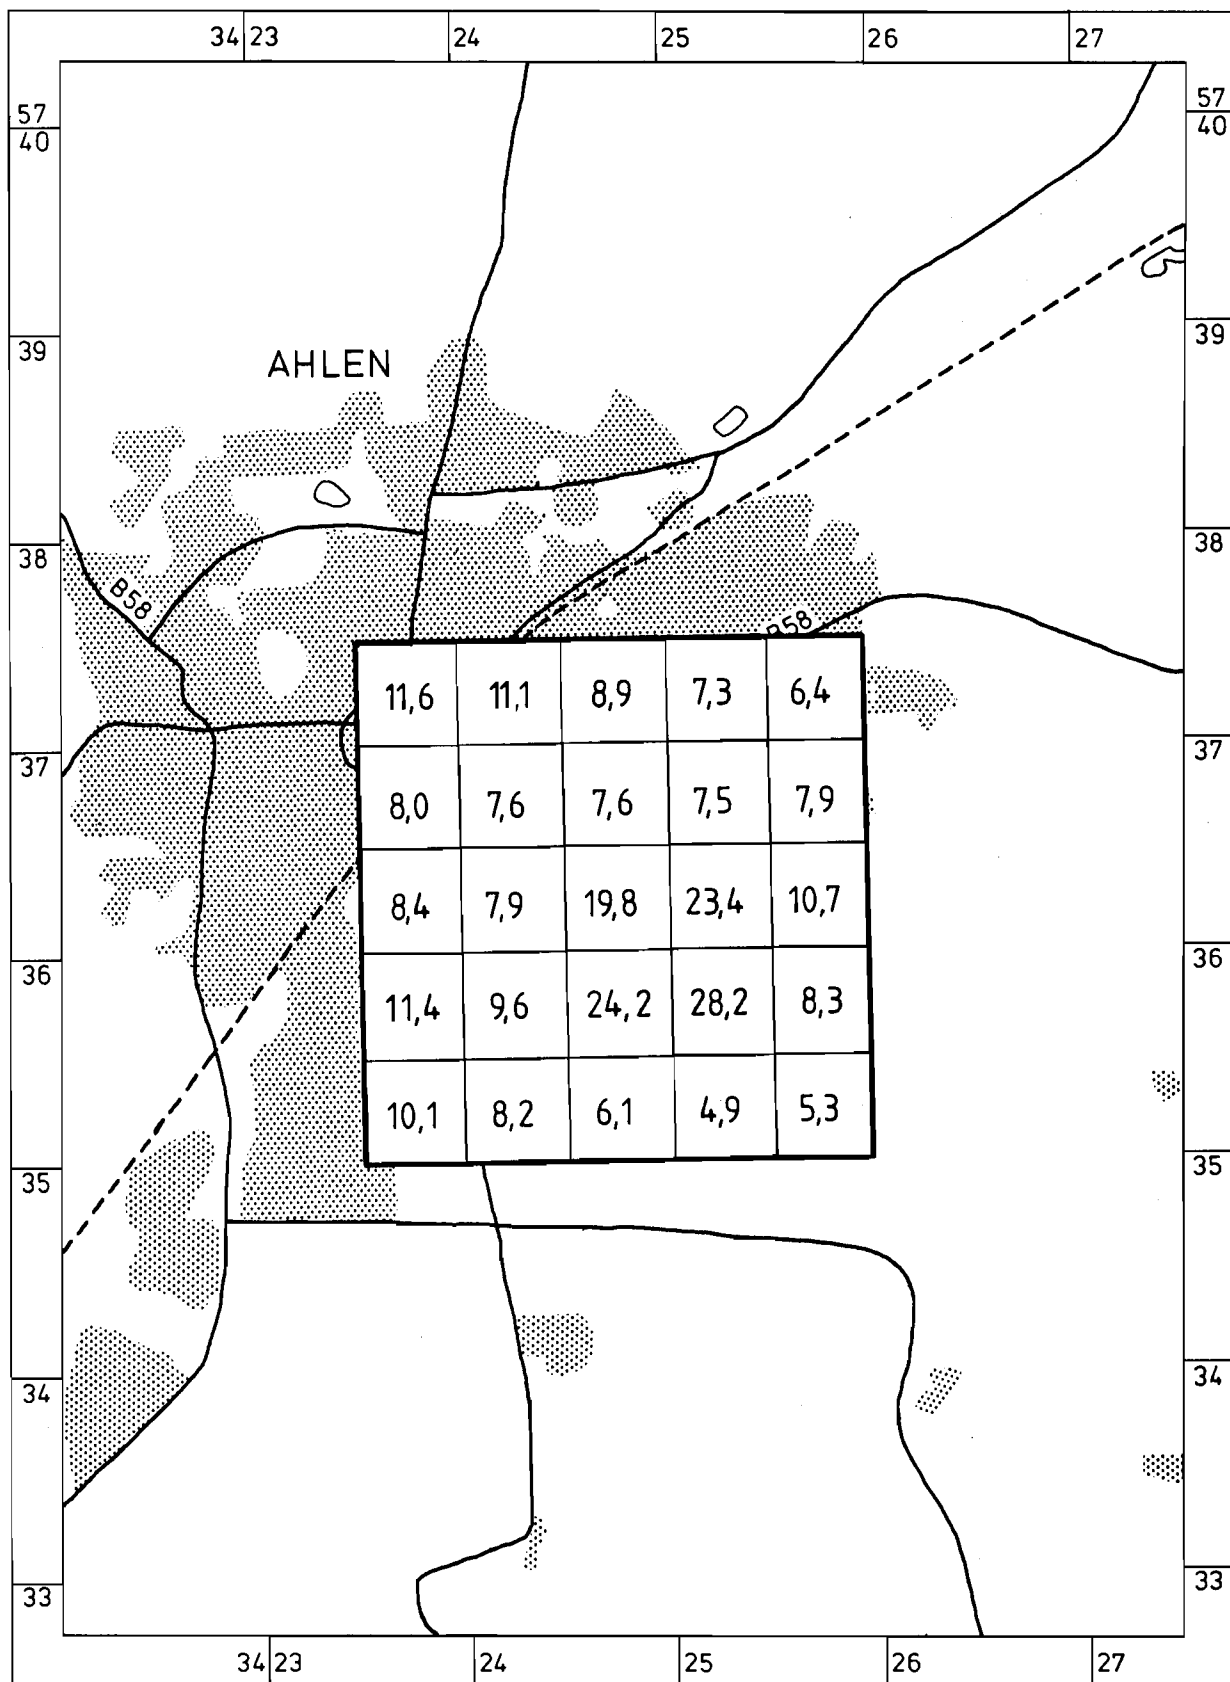 34 23 24 25 26 27
57 57
40 40
39 39
AHLEN
38 38
B58
B58
11,6 11,1 8,9 7,3 6,4
37 37
8,0 7,6 7,6 7,5 7,9
8,4 7,9 19,8 23,4 10,7
36 36
11,4 9,6 24,2 28,2 8,3
10,1 8,2 6,1 4,9 5,3
35 35
34 34
33 33
34 23 24 25 26 27